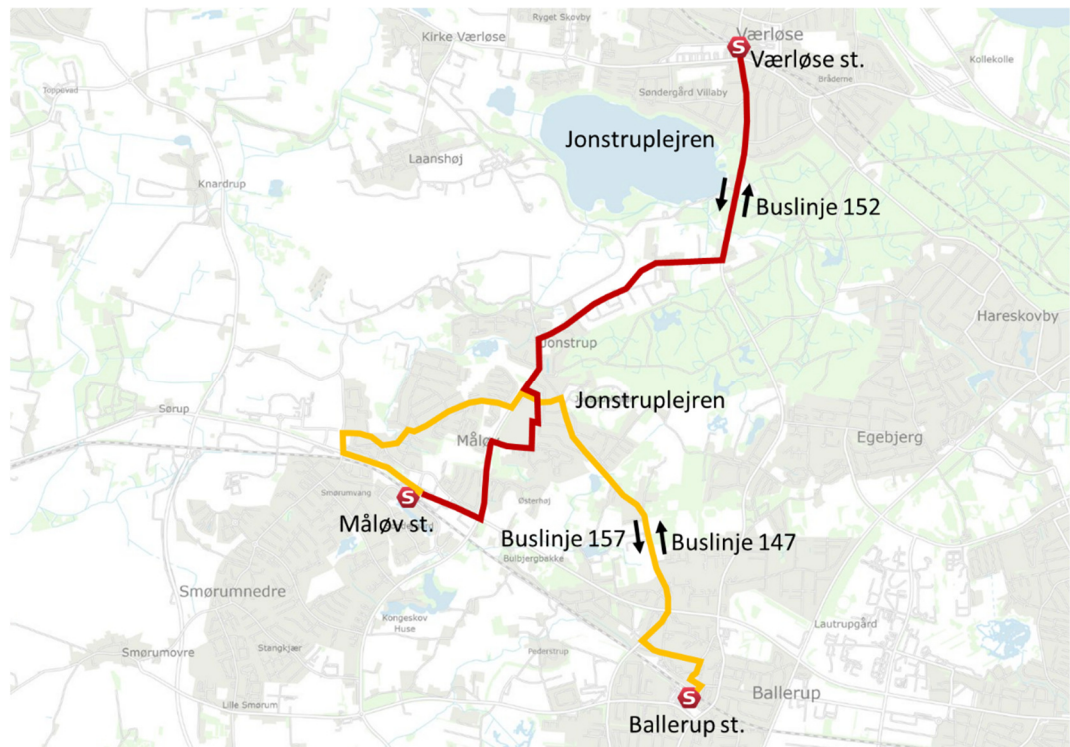 Ryget Skovby
Værløse
S
Kirke Værløse
Værløse st.
Kollekolle
Bråderne
Toppevad
Søndergård Villaby
Jonstruplejren
Laanshøj
Knardrup
Buslinje 152
Hareskovby
Jonstrup
Jonstruplejren
Sørup
Måløv
Egebjerg
Smørumvang
S
Østerhøj
Måløv st.
Buslinje 157
Buslinje 147
Bulbjergbakke
Smørumnedre
Kongeskov
Huse
Lautrupgård
Stangkjær
Smørumovre
Pederstrup
Ballerup
S
Lille Smørum
Ballerup st.